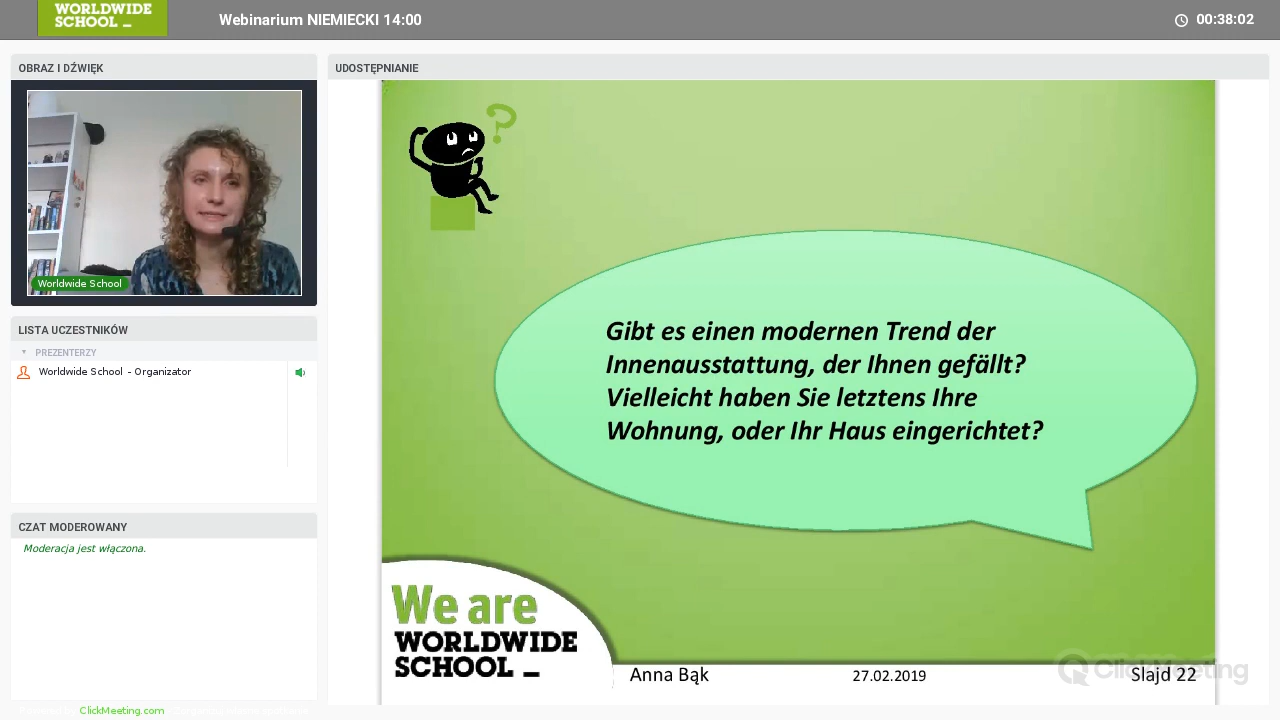 WORLDWIDE
SCHOOL _
Webinarium NIEMIECKI 14:00
00:38:02
OBRAZ I DŹWIĘK
Worldwide School
LISTA UCZESTNIKÓW
PREZENTERZY
Worldwide School - Organizator
CZAT MODEROWANY
Moderacja jest włączona.
ClickMeeting.com
UDOSTĘPNIANIE
?
Gibt es einen modernen Trend der
Innenausstattung, der Ihnen gefällt?
Vielleicht haben Sie letztens Ihre
Wohnung, oder Ihr Haus eingerichtet?
We are
WORLDWIDE
SCHOOL _
Anna Bąk
27.02.2019
Slajd 22
ClickMeeting